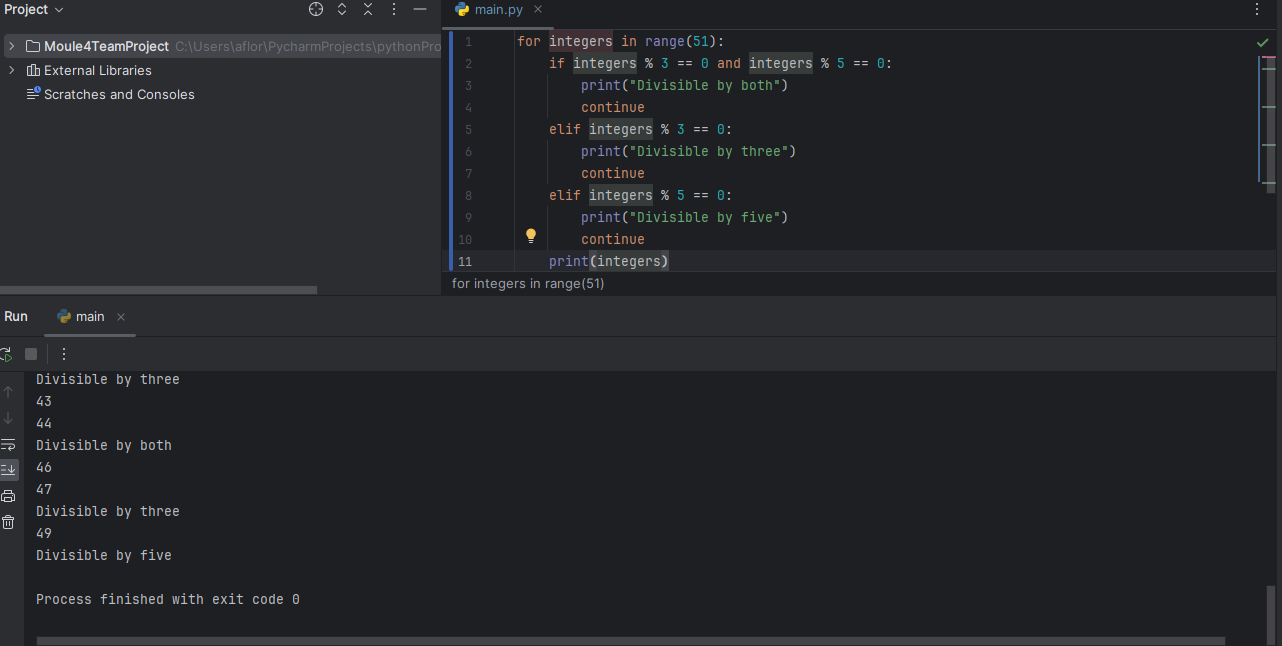 Project
main.py
Moule4TeamProject C:\Users\aflor\PycharmProjects\pythonPro
External Libraries
Scratches and Consoles
1 for integers in range(51):
2 if integers % 3 == 0 and integers % 5 == 0:
3 print("Divisible by both")
4 continue
5 elif integers % 3 == 0:
6 print("Divisible by three")
7 continue
8 elif integers % 5 == 0:
9 print("Divisible by five")
10 continue
11 print(integers)
for integers in range(51)
Run main
Divisible by three
43
44
Divisible by both
46
47
Divisible by three
49
Divisible by five
Process finished with exit code 0